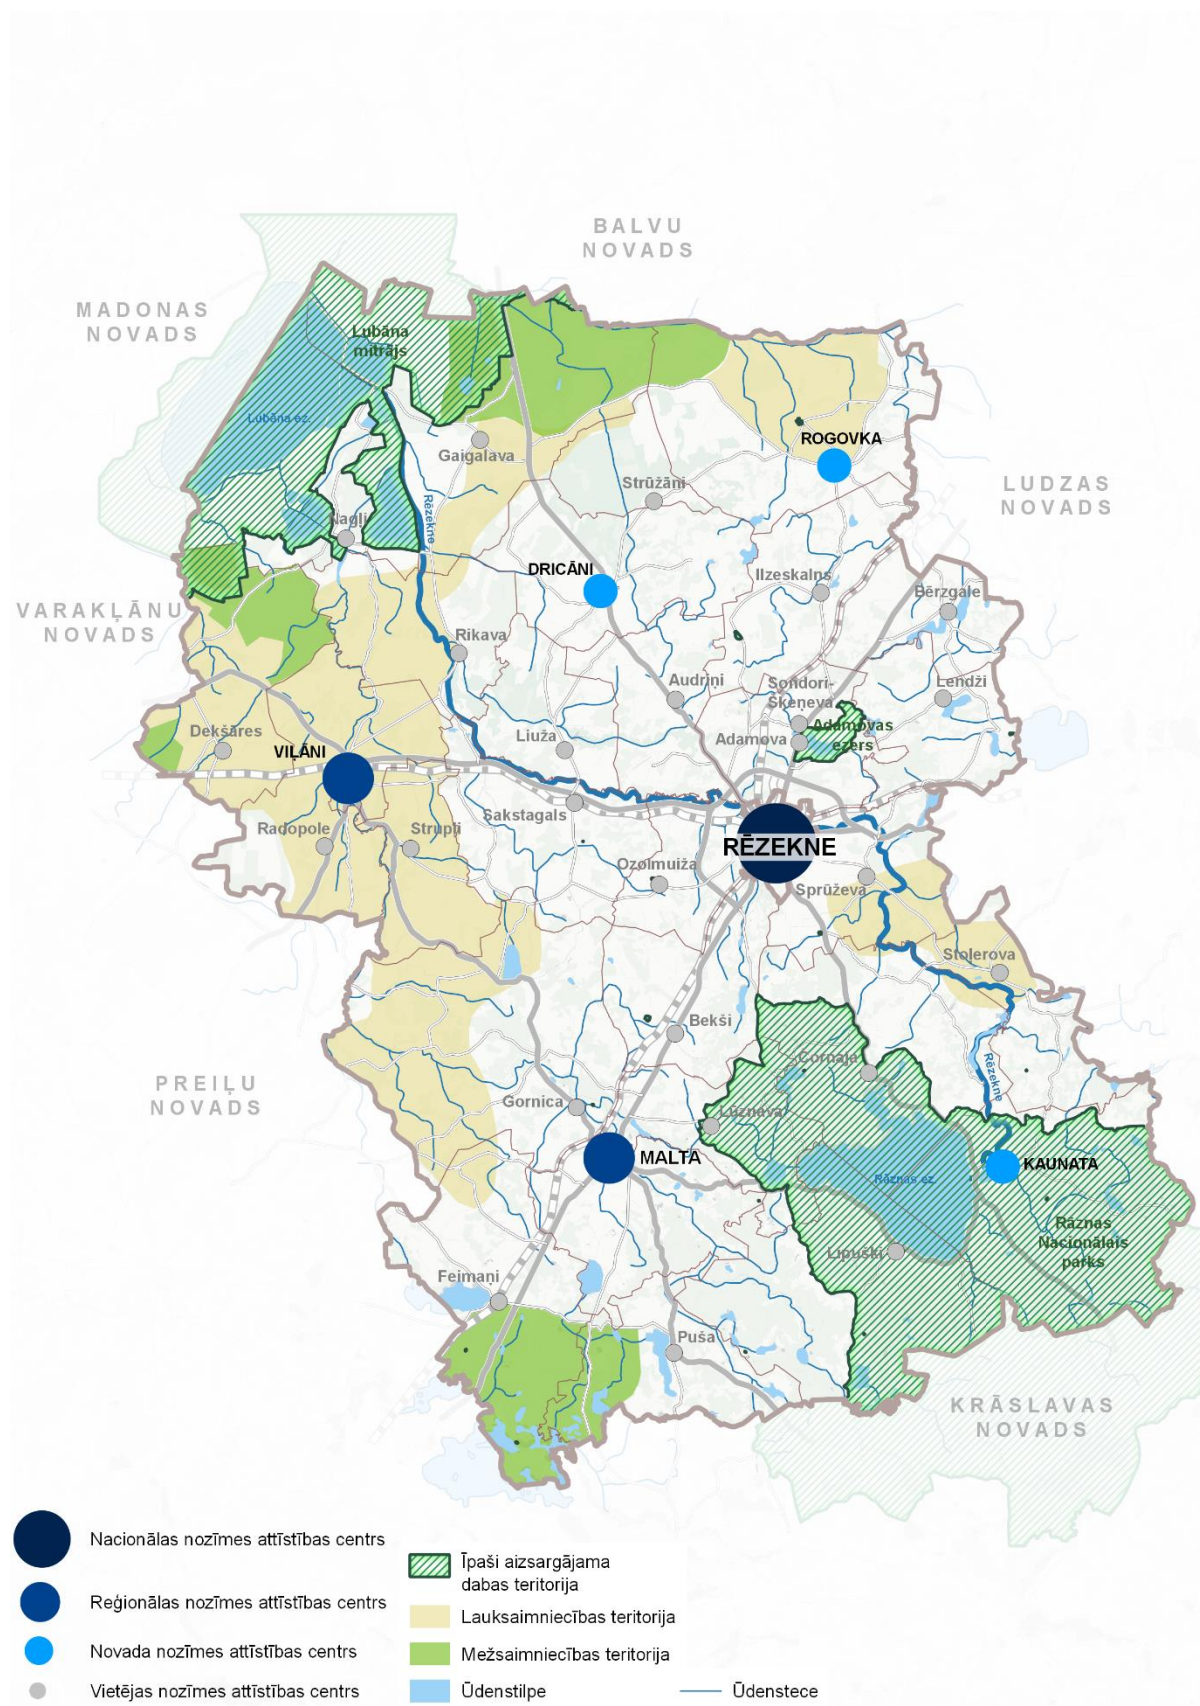 BALVU
NOVADS
MADONAS
NOVADS
Lubāna
mitrājs
Lubāna ez.
ROGOVKA
Gaigalava
Strūžāni
LUDZAS
NOVADS
Rēzekne
Nagļi
DRICĀNI
Ilzeskalns
Bērzgale
VARAKĻĀNU
NOVADS
Rikava
Audriņi
Sondori-
Škeņeva
Lendži
Dekšāres
VIĻĀNI
Liuža
Adamova
Adamovas
ezers
Sakstagals
Radopole
Strupļi
RĒZEKNE
Ozolmuiža
Sprūževa
Stolerova
Bekši
Čornaja
Rēzekne
PREIĻU
NOVADS
Gornica
Lūznava
MALTA
KAUNATA
Rāznas ez.
Rāznas
Nacionālais
parks
Lipuški
Feimaņi
Puša
KRĀSLAVAS
NOVADS
Nacionālas nozīmes attīstības centrs
Reģionālas nozīmes attīstības centrs
Novada nozīmes attīstības centrs
Vietējas nozīmes attīstības centrs
Īpaši aizsargājama
dabas teritorija
Lauksaimniecības teritorija
Mežsaimniecības teritorija
Ūdenstilpe
Ūdenstece